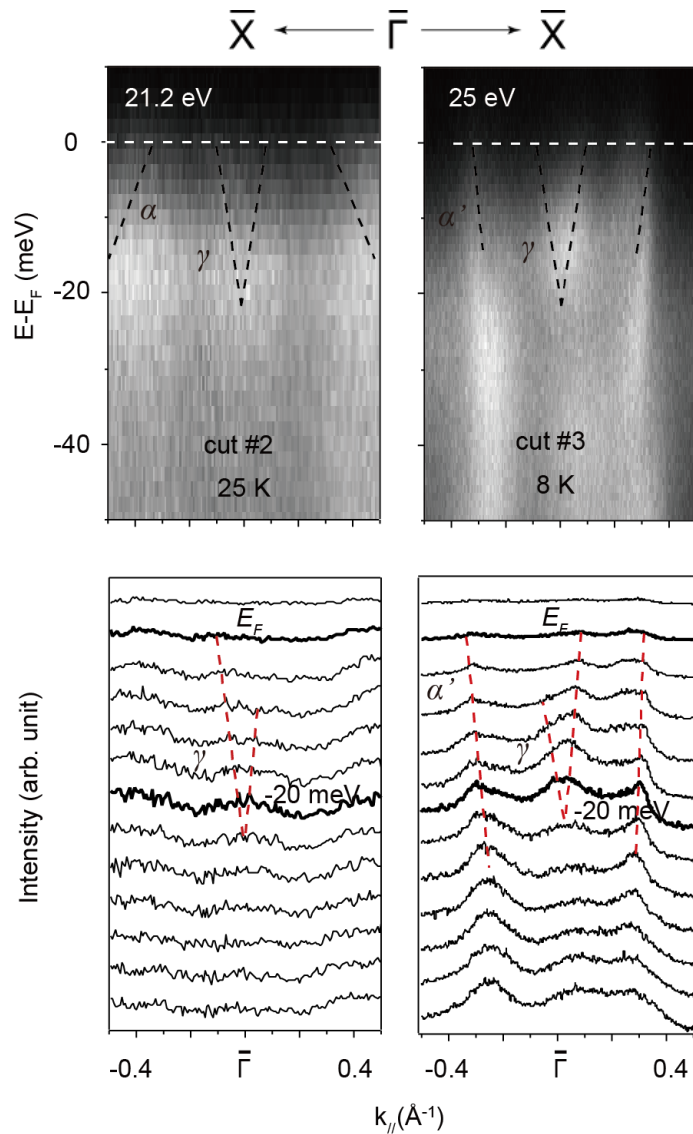 X̅ Γ̅ X̅
21.2 eV 25 eV
0
α α'
γ γ
-20
E-E_F (meV)
-40
cut #2 cut #3
25 K 8 K
E_F E_F
α'
γ γ
-20 meV -20 meV
Intensity (arb. unit)
-0.4 Γ̅ 0.4 -0.4 Γ̅ 0.4
k_//(Å⁻¹)